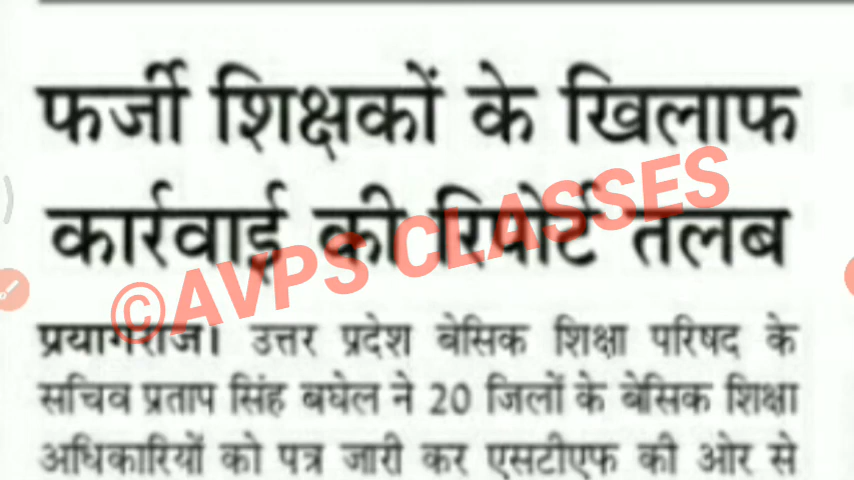 फर्जी शिक्षकों के खिलाफ
कार्रवाई की रिपोर्ट तलब
©AVPS CLASSES
प्रयागराज। उत्तर प्रदेश बेसिक शिक्षा परिषद के
सचिव प्रताप सिंह बघेल ने 20 जिलों के बेसिक शिक्षा
अधिकारियों को पत्र जारी कर एसटीएफ की ओर से